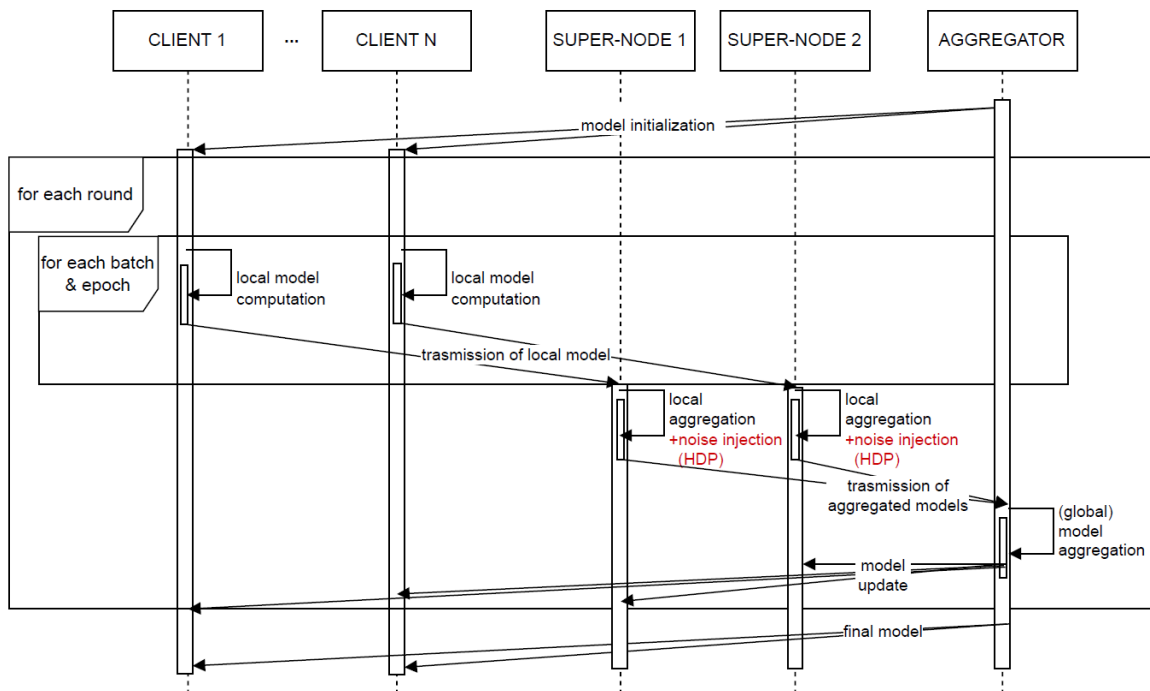 CLIENT 1
...
CLIENT N
SUPER-NODE 1
SUPER-NODE 2
AGGREGATOR
model initialization
for each round
for each batch
& epoch
local model
computation
local model
computation
trasmission of local model
local
aggregation
+noise injection
(HDP)
local
aggregation
+noise injection
(HDP)
trasmission of
aggregated models
(global)
model
aggregation
model
update
final model